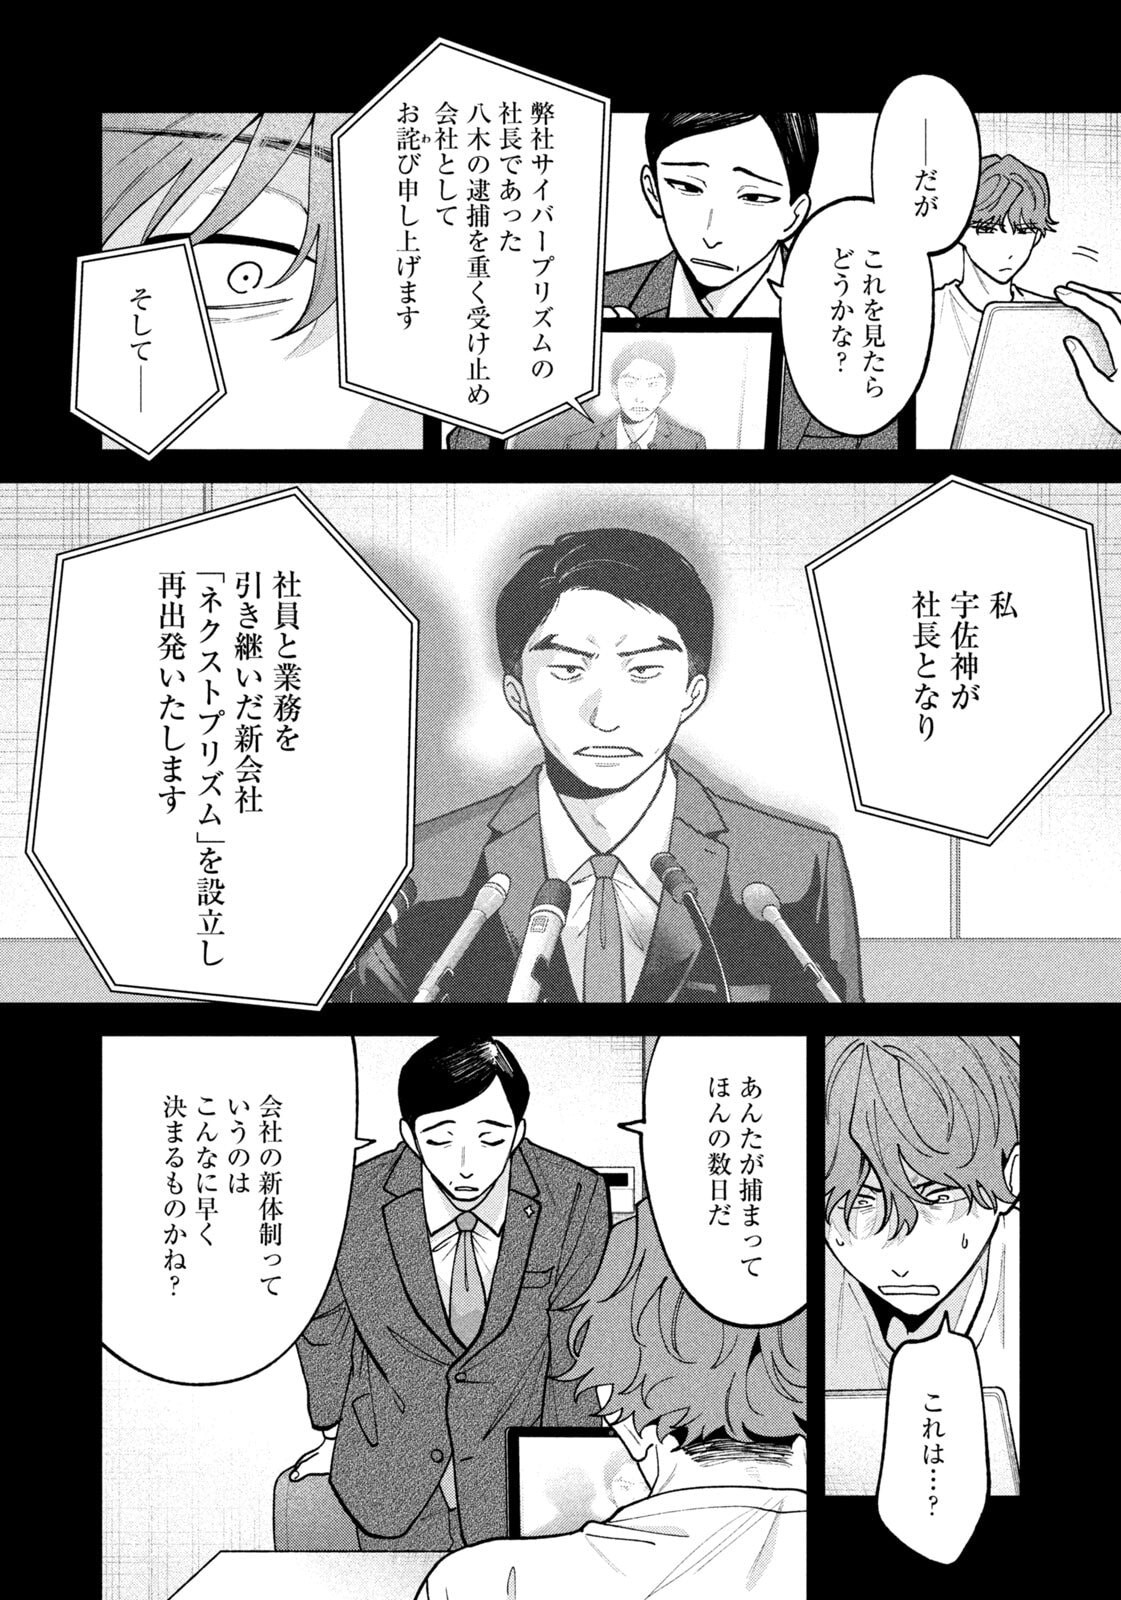 ──だが
これを見たら
どうかな？
弊社サイバープリズムの
社長であった
八木の逮捕を重く受け止め
会社として
お詫び申し上げます
わ
そして──
私
宇佐神が
社長となり
社員と業務を
引き継いだ新会社
「ネクストプリズム」を設立し
再出発いたします
これは…？
あんたが捕まって
ほんの数日だ
会社の新体制って
いうのは
こんなに早く
決まるものかね？